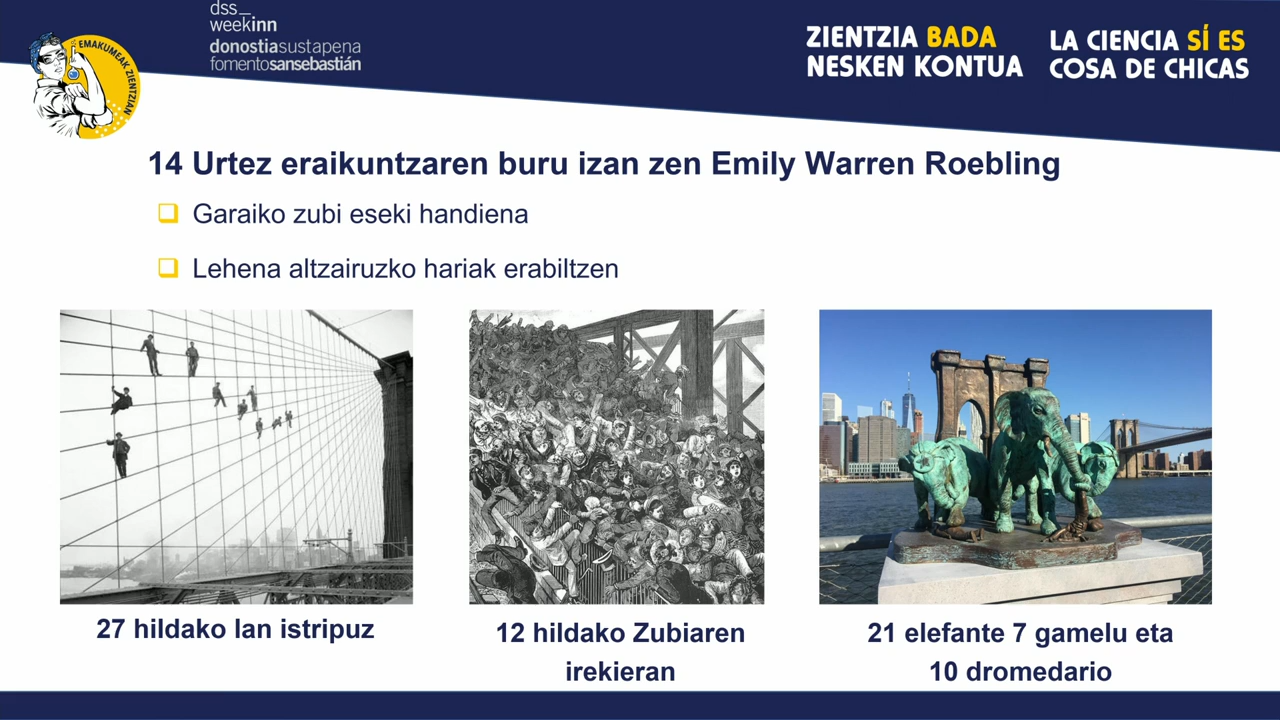 EMAKUMEAK ZIENTZIAN
dss_
weekinn
donostiasustapena
fomentosansebastián
ZIENTZIA BADA
NESKEN KONTUA
LA CIENCIA SÍ ES
COSA DE CHICAS
14 Urtez eraikuntzaren buru izan zen Emily Warren Roebling
Garaiko zubi eseki handiena
Lehena altzairuzko hariak erabiltzen
27 hildako lan istripuz
12 hildako Zubiaren
irekieran
21 elefante 7 gamelu eta
10 dromedario